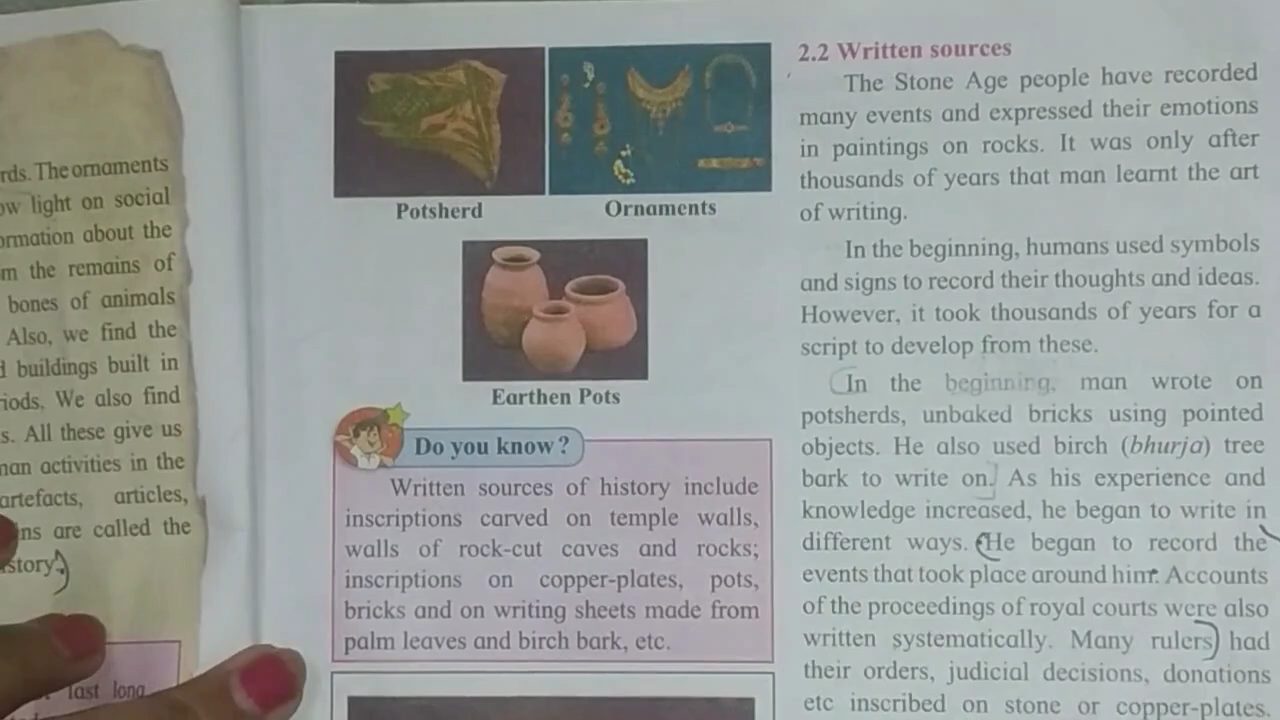 rds. The ornaments
ow light on social
ormation about the
m the remains of
bones of animals
Also, we find the
d buildings built in
riods. We also find
s. All these give us
man activities in the
artefacts, articles,
ins are called the
istory.
last long
Potsherd
Ornaments
Earthen Pots
Do you know?
Written sources of history include
inscriptions carved on temple walls,
walls of rock-cut caves and rocks;
inscriptions on copper-plates, pots,
bricks and on writing sheets made from
palm leaves and birch bark, etc.
2.2 Written sources
The Stone Age people have recorded
many events and expressed their emotions
in paintings on rocks. It was only after
thousands of years that man learnt the art
of writing.
In the beginning, humans used symbols
and signs to record their thoughts and ideas.
However, it took thousands of years for a
script to develop from these.
In the beginning, man wrote on
potsherds, unbaked bricks using pointed
objects. He also used birch (bhurja) tree
bark to write on. As his experience and
knowledge increased, he began to write in
different ways. He began to record the
events that took place around him. Accounts
of the proceedings of royal courts were also
written systematically. Many rulers had
their orders, judicial decisions, donations
etc inscribed on stone or copper-plates.